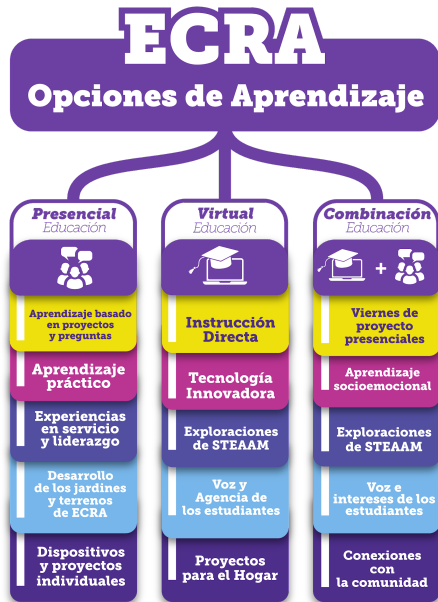 ECRA
Opciones de Aprendizaje
Presencial
Educación
Aprendizaje basado
en proyectos
y preguntas
Aprendizaje
práctico
Experiencias
en servicio
y liderazgo
Desarrollo
de los jardines
y terrenos
de ECRA
Dispositivos
y proyectos
individuales
Virtual
Educación
Instrucción
Directa
Tecnología
Innovadora
Exploraciones
de STEAAM
Voz y
Agencia de
los estudiantes
Proyectos
para el Hogar
Combinación
Educación
+
Viernes de
proyecto
presenciales
Aprendizaje
socioemocional
Exploraciones
de STEAAM
Voz e
intereses de los
estudiantes
Conexiones
con
la comunidad